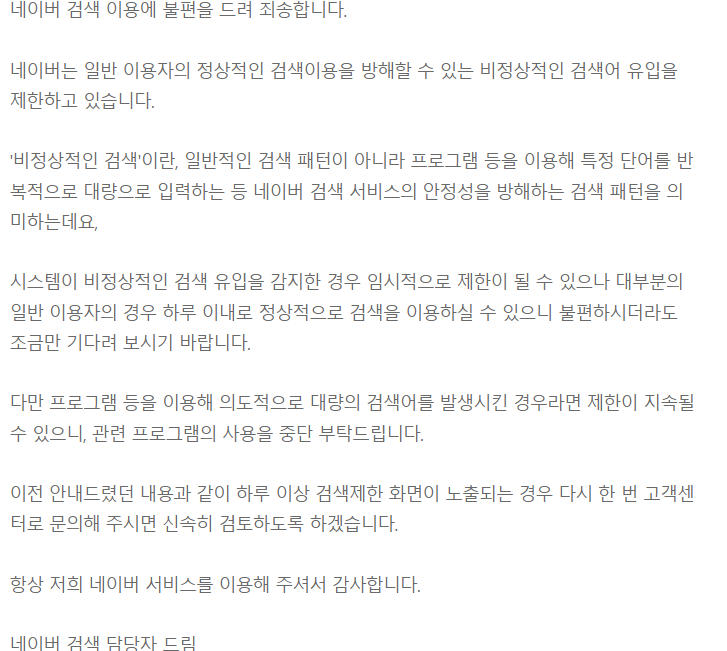 네이버 검색 이용에 불편을 드려 죄송합니다.
네이버는 일반 이용자의 정상적인 검색이용을 방해할 수 있는 비정상적인 검색어 유입을
제한하고 있습니다.
'비정상적인 검색'이란, 일반적인 검색 패턴이 아니라 프로그램 등을 이용해 특정 단어를 반
복적으로 대량으로 입력하는 등 네이버 검색 서비스의 안정성을 방해하는 검색 패턴을 의
미하는데요,
시스템이 비정상적인 검색 유입을 감지한 경우 임시적으로 제한이 될 수 있으나 대부분의
일반 이용자의 경우 하루 이내로 정상적으로 검색을 이용하실 수 있으니 불편하시더라도
조금만 기다려 보시기 바랍니다.
다만 프로그램 등을 이용해 의도적으로 대량의 검색어를 발생시킨 경우라면 제한이 지속될
수 있으니, 관련 프로그램의 사용을 중단 부탁드립니다.
이전 안내드렸던 내용과 같이 하루 이상 검색제한 화면이 노출되는 경우 다시 한 번 고객센
터로 문의해 주시면 신속히 검토하도록 하겠습니다.
항상 저희 네이버 서비스를 이용해 주셔서 감사합니다.
네이버 검색 담당자 드림